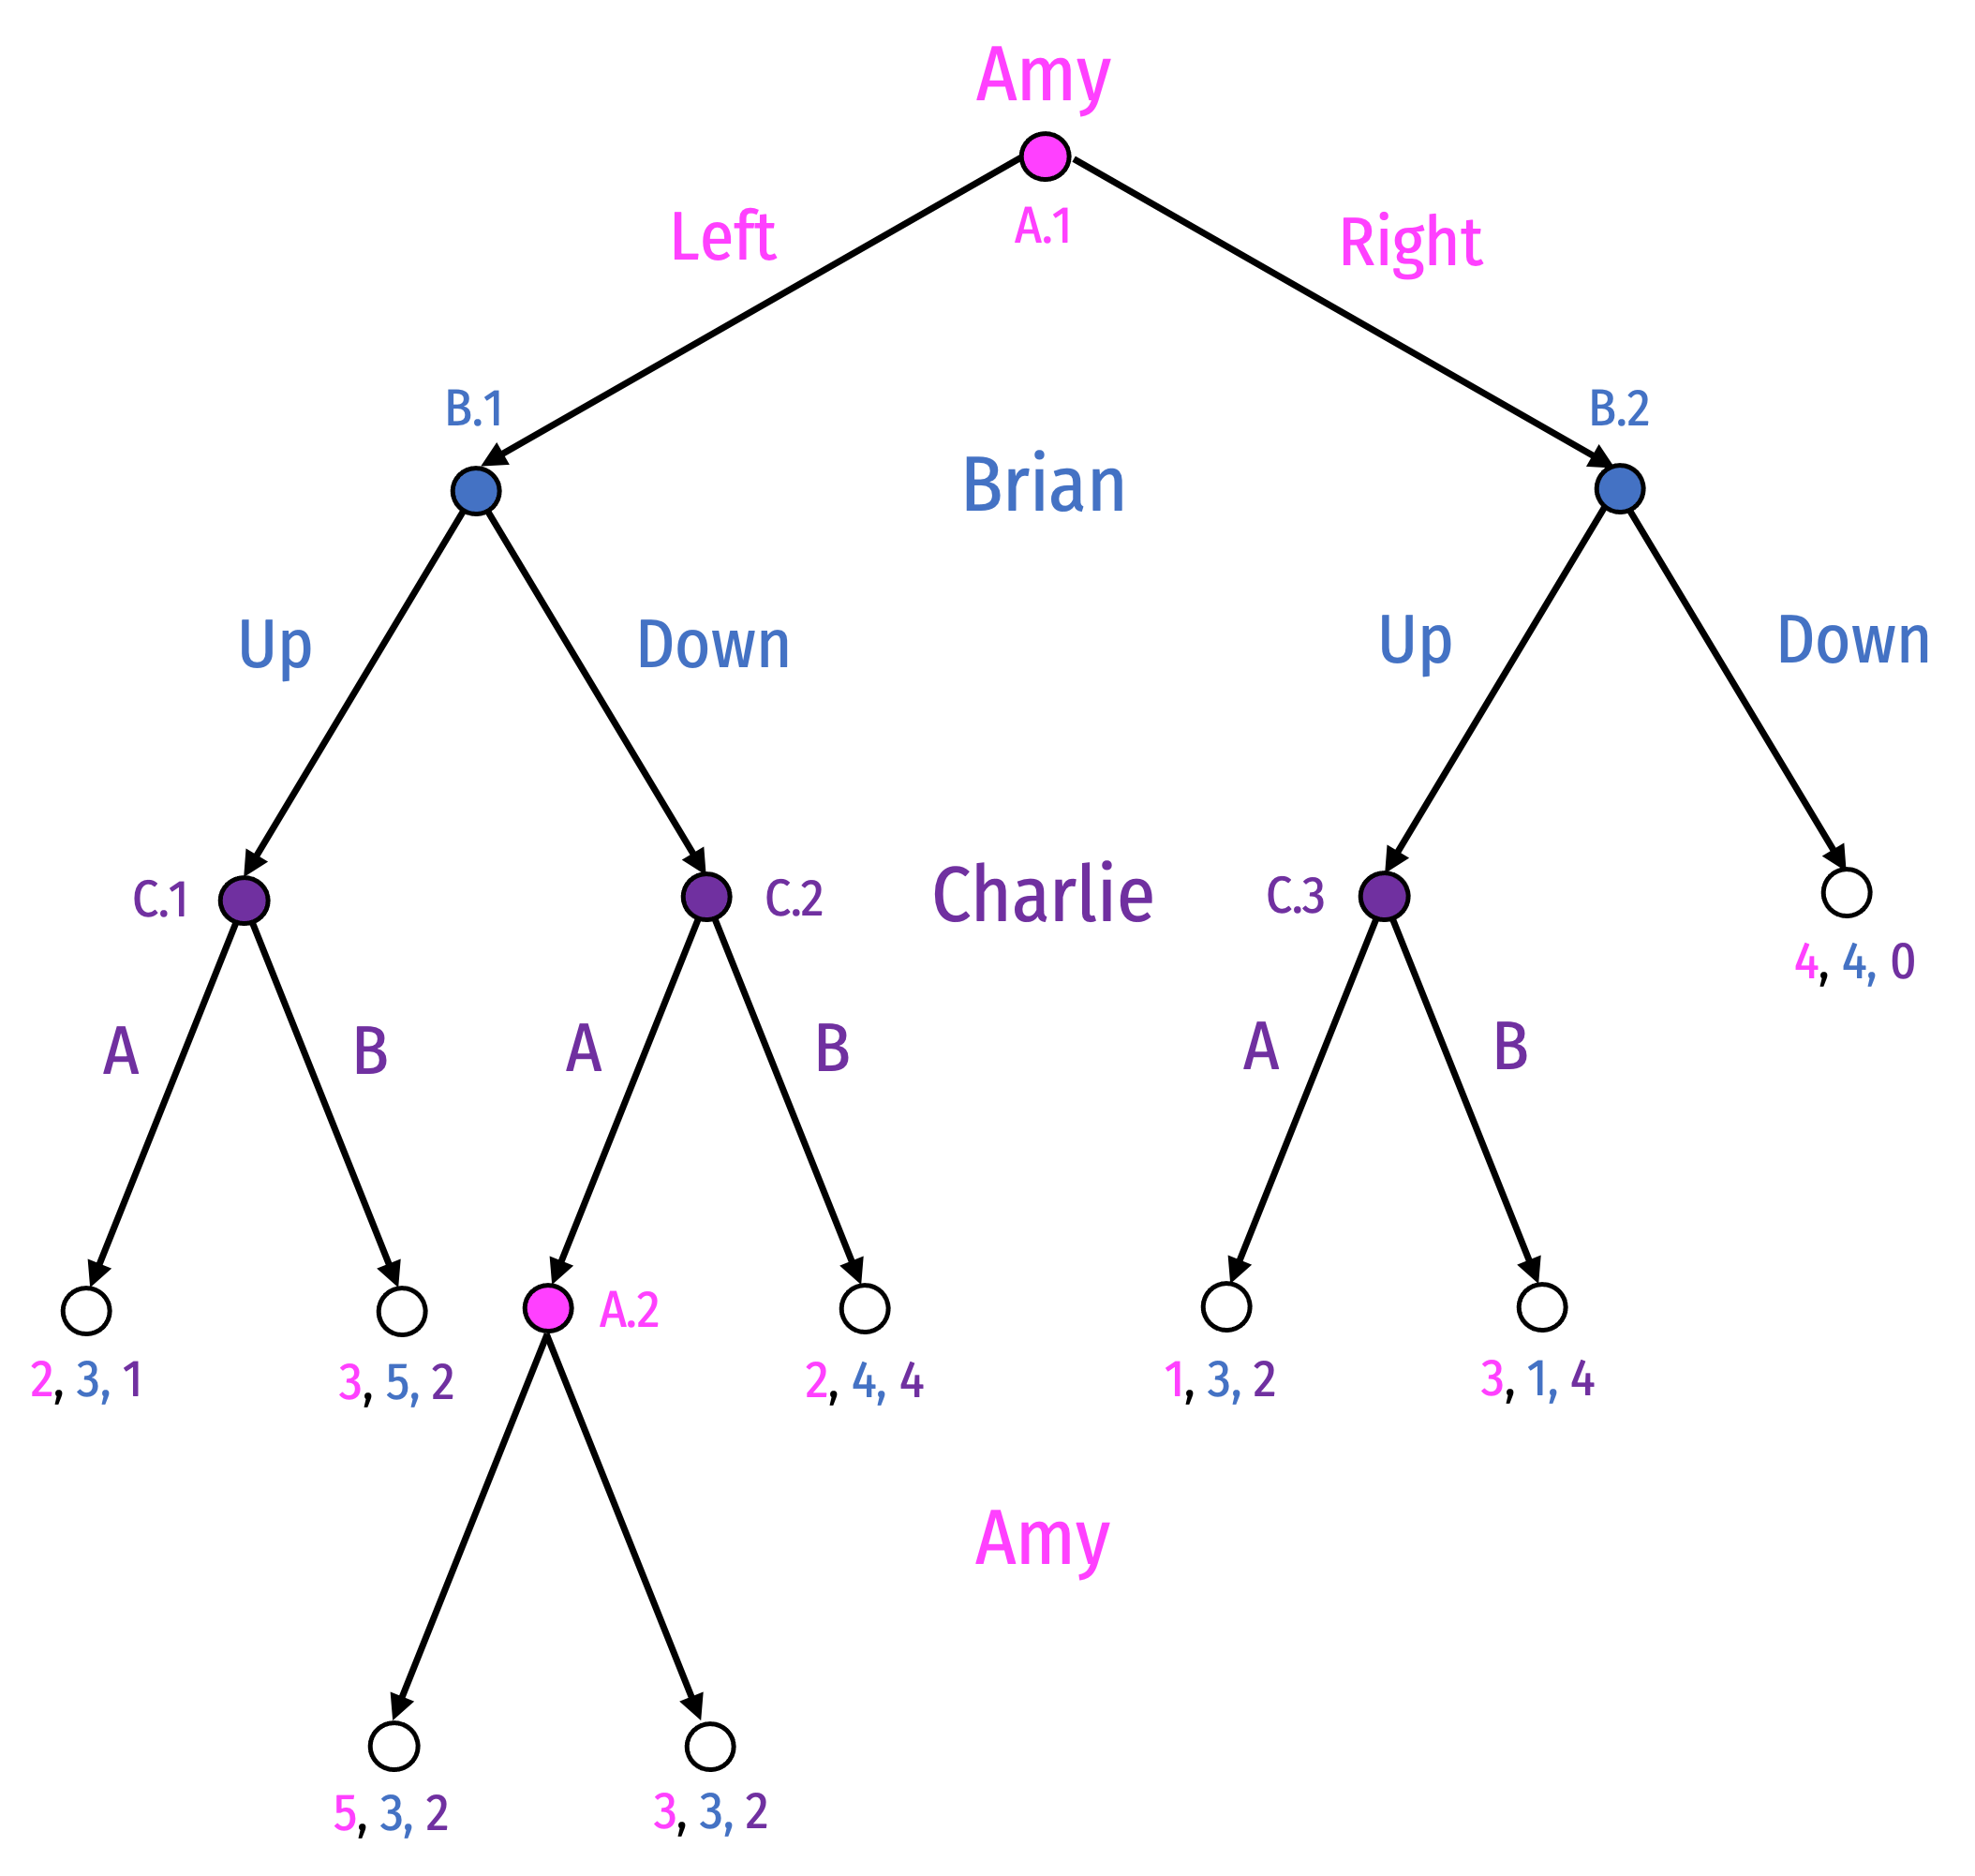 Amy
A.1
Left
Right
B.1
B.2
Brian
Up
Down
Up
Down
C.1
C.2
Charlie
C.3
4, 4, 0
A
B
A
B
A
B
A.2
2, 3, 1
3, 5, 2
2, 4, 4
1, 3, 2
3, 1, 4
Amy
5, 3, 2
3, 3, 2